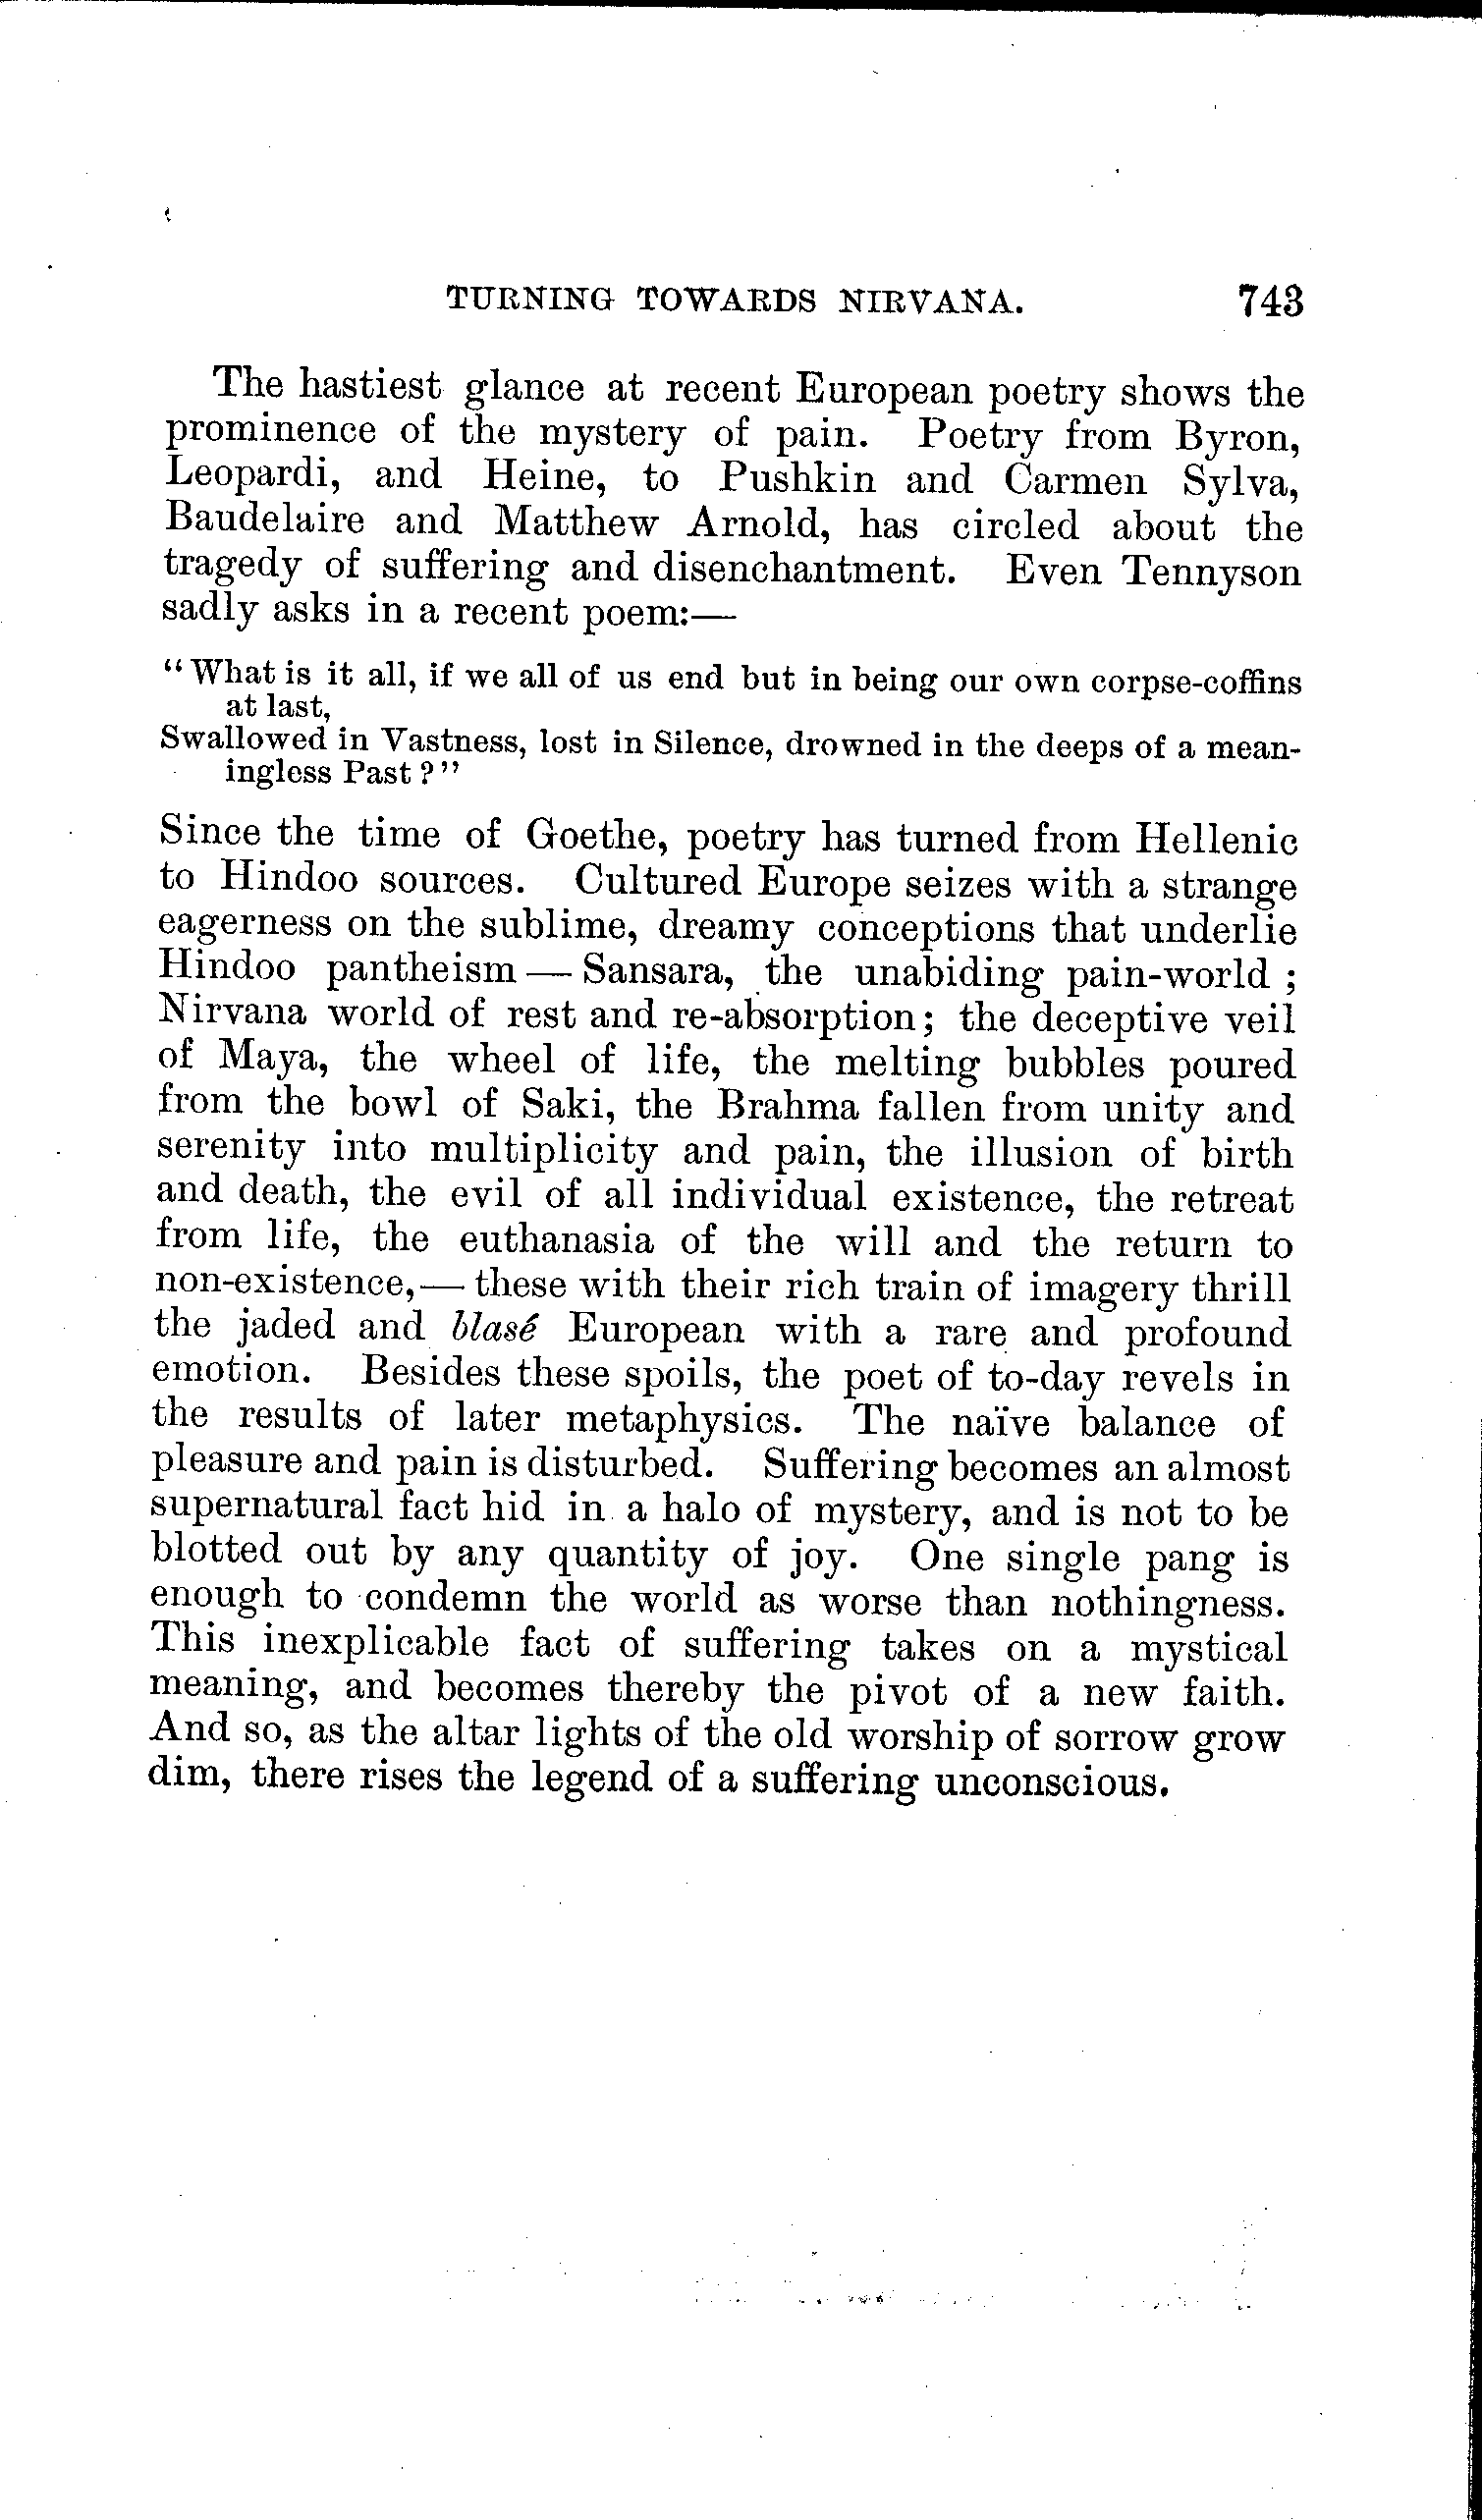 TURNING TOWARDS NIRVANA. 743
The hastiest glance at recent European poetry shows the
prominence of the mystery of pain. Poetry from Byron,
Leopardi, and Heine, to Pushkin and Carmen Sylva,
Baudelaire and Matthew Arnold, has circled about the
tragedy of suffering and disenchantment. Even Tennyson
sadly asks in a recent poem:—
“What is it all, if we all of us end but in being our own corpse-coffins
at last,
Swallowed in Vastness, lost in Silence, drowned in the deeps of a mean-
ingless Past?”
Since the time of Goethe, poetry has turned from Hellenic
to Hindoo sources. Cultured Europe seizes with a strange
eagerness on the sublime, dreamy conceptions that underlie
Hindoo pantheism — Sansara, the unabiding pain-world ;
Nirvana world of rest and re-absorption; the deceptive veil
of Maya, the wheel of life, the melting bubbles poured
from the bowl of Saki, the Brahma fallen from unity and
serenity into multiplicity and pain, the illusion of birth
and death, the evil of all individual existence, the retreat
from life, the euthanasia of the will and the return to
non-existence,— these with their rich train of imagery thrill
the jaded and blasé European with a rare and profound
emotion. Besides these spoils, the poet of to-day revels in
the results of later metaphysics. The naïve balance of
pleasure and pain is disturbed. Suffering becomes an almost
supernatural fact hid in a halo of mystery, and is not to be
blotted out by any quantity of joy. One single pang is
enough to condemn the world as worse than nothingness.
This inexplicable fact of suffering takes on a mystical
meaning, and becomes thereby the pivot of a new faith.
And so, as the altar lights of the old worship of sorrow grow
dim, there rises the legend of a suffering unconscious.